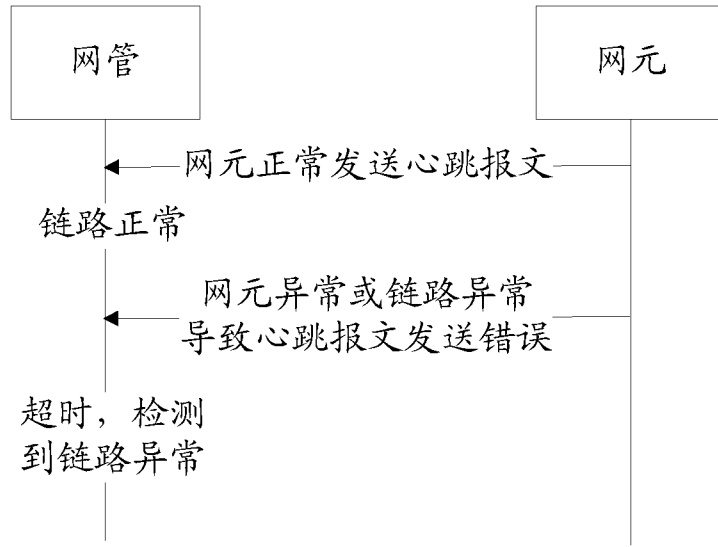 网管
网元
网元正常发送心跳报文
链路正常
网元异常或链路异常
导致心跳报文发送错误
超时，检测
到链路异常